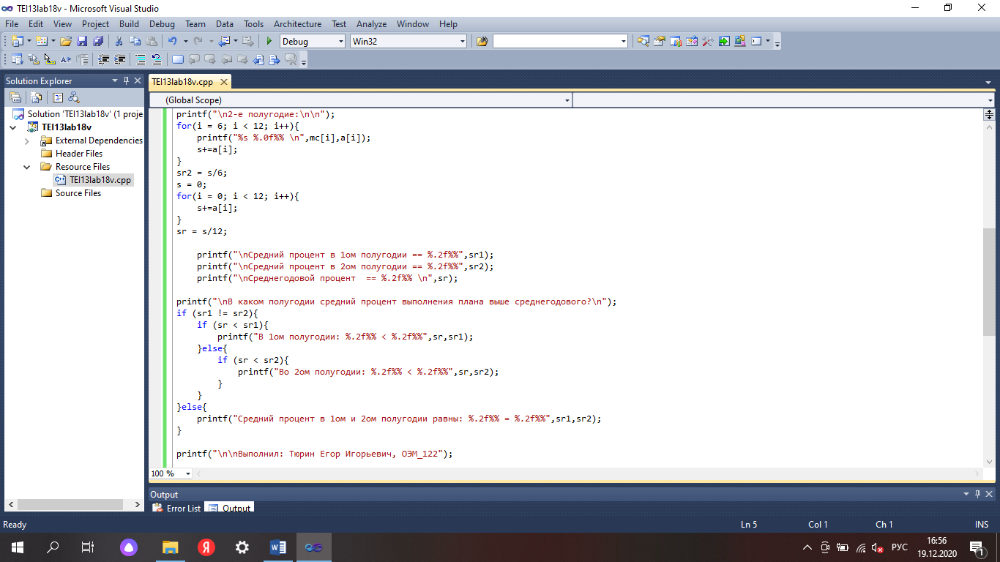 TEI13lab18v - Microsoft Visual Studio
File Edit View Project Build Debug Team Data Tools Architecture Test Analyze Window Help
Debug Win32
Solution Explorer
Solution 'TEI13lab18v' (1 proje
TEI13lab18v
External Dependencies
Header Files
Resource Files
TEI13lab18v.cpp
Source Files
TEI13lab18v.cpp
(Global Scope)
printf("\n2-е полугодие:\n\n");
for(i = 6; i < 12; i++){
printf("%s %.0f%% \n",mc[i],a[i]);
s+=a[i];
}
sr2 = s/6;
s = 0;
for(i = 0; i < 12; i++){
s+=a[i];
}
sr = s/12;
printf("\nСредний процент в 1ом полугодии == %.2f%%",sr1);
printf("\nСредний процент в 2ом полугодии == %.2f%%",sr2);
printf("\nСреднегодовой процент  == %.2f%% \n",sr);
printf("\nВ каком полугодии средний процент выполнения плана выше среднегодового?\n");
if (sr1 != sr2){
if (sr < sr1){
printf("В 1ом полугодии: %.2f%% < %.2f%%",sr,sr1);
}else{
if (sr < sr2){
printf("Во 2ом полугодии: %.2f%% < %.2f%%",sr,sr2);
}
}
}else{
printf("Средний процент в 1ом и 2ом полугодии равны: %.2f%% = %.2f%%",sr1,sr2);
}
printf("\n\nВыполнил: Тюрин Егор Игорьевич, ОЭМ_122");
100 %
Output
Error List Output
Ready Ln 5 Col 1 Ch 1 INS
РУС 16:56
19.12.2020
1